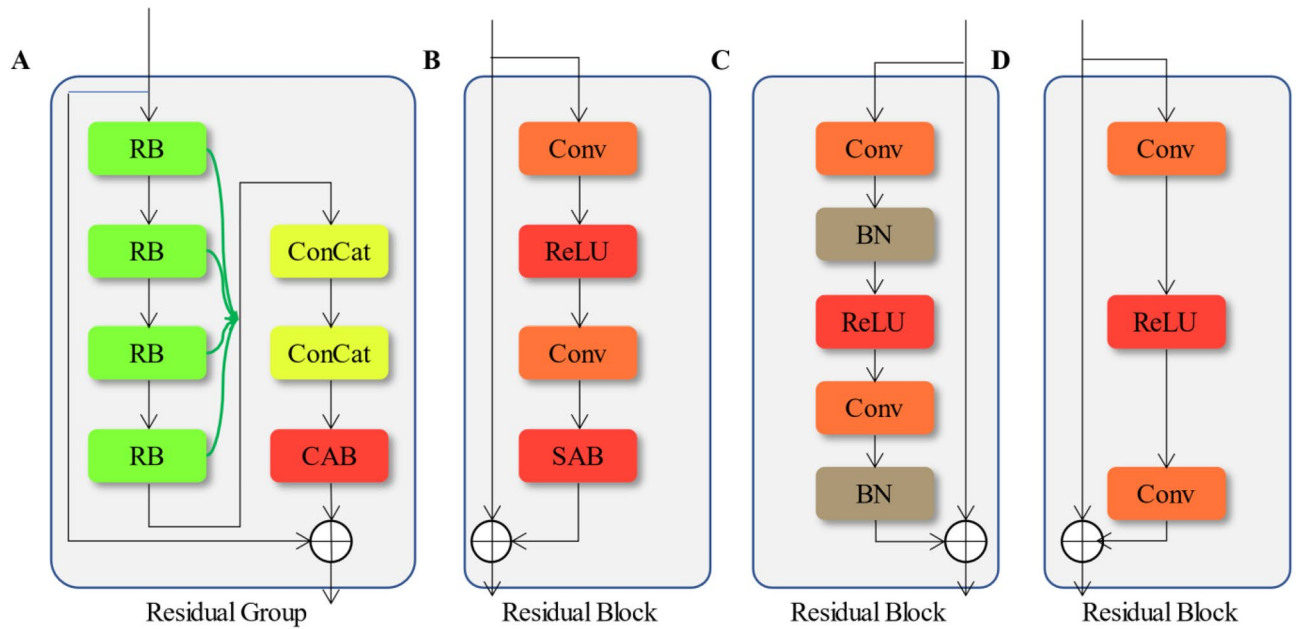 A
RB
RB
RB
RB
ConCat
ConCat
CAB
Residual Group
B
Conv
ReLU
Conv
SAB
Residual Block
C
Conv
BN
ReLU
Conv
BN
Residual Block
D
Conv
ReLU
Conv
Residual Block